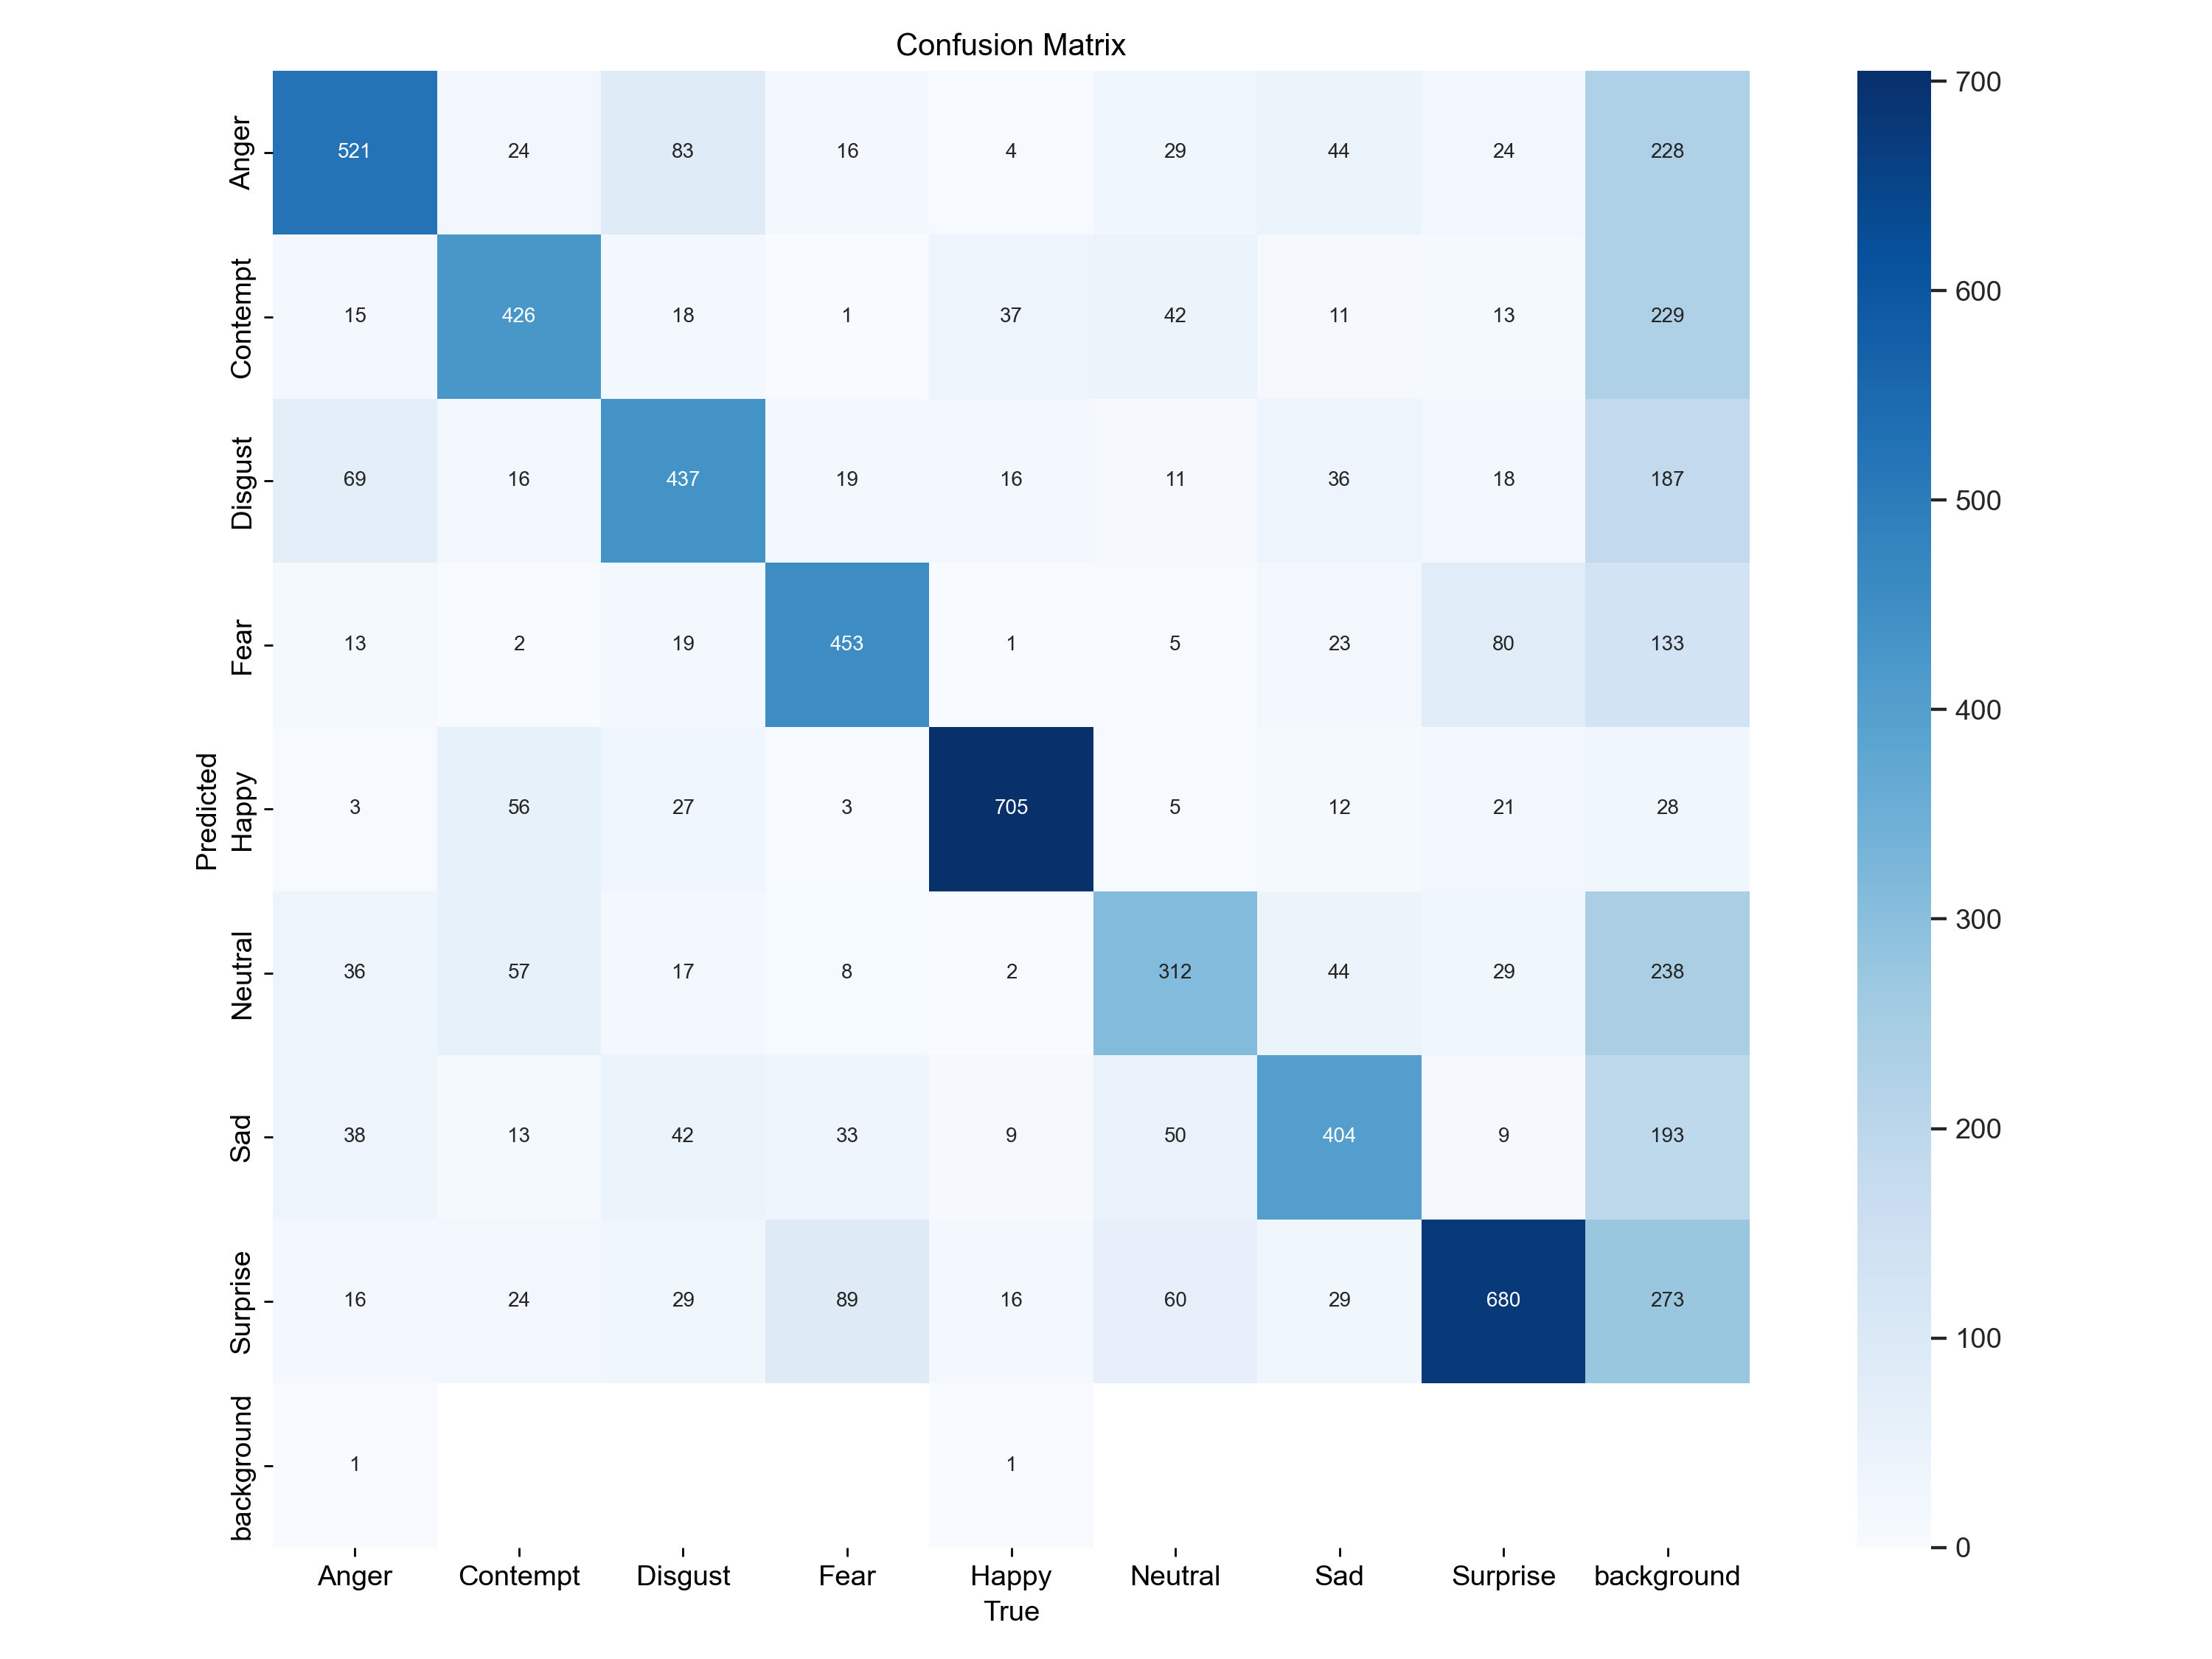 Confusion Matrix
Predicted
Anger 521 24 83 16 4 29 44 24 228
Contempt 15 426 18 1 37 42 11 13 229
Disgust 69 16 437 19 16 11 36 18 187
Fear 13 2 19 453 1 5 23 80 133
Happy 3 56 27 3 705 5 12 21 28
Neutral 36 57 17 8 2 312 44 29 238
Sad 38 13 42 33 9 50 404 9 193
Surprise 16 24 29 89 16 60 29 680 273
background 1 1
Anger Contempt Disgust Fear Happy Neutral Sad Surprise background
True
700
600
500
400
300
200
100
0